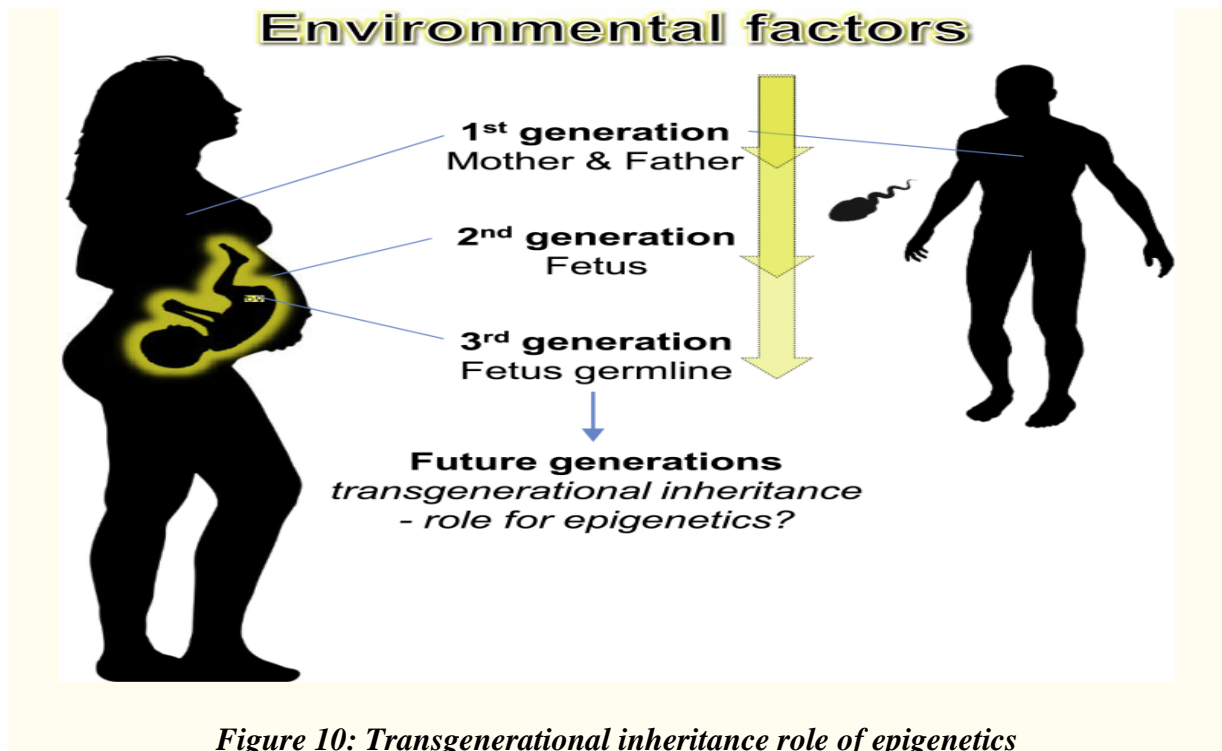 Environmental factors
1st generation
Mother & Father
2nd generation
Fetus
3rd generation
Fetus germline
Future generations
transgenerational inheritance
- role for epigenetics?
Figure 10: Transgenerational inheritance role of epigenetics